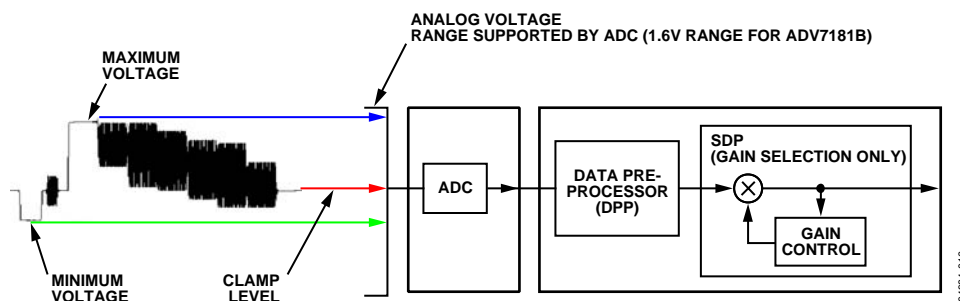 ANALOG VOLTAGE
RANGE SUPPORTED BY ADC (1.6V RANGE FOR ADV7181B)
MAXIMUM
VOLTAGE
SDP
(GAIN SELECTION ONLY)
ADC
DATA PRE-
PROCESSOR
(DPP)
GAIN
CONTROL
MINIMUM
VOLTAGE
CLAMP
LEVEL